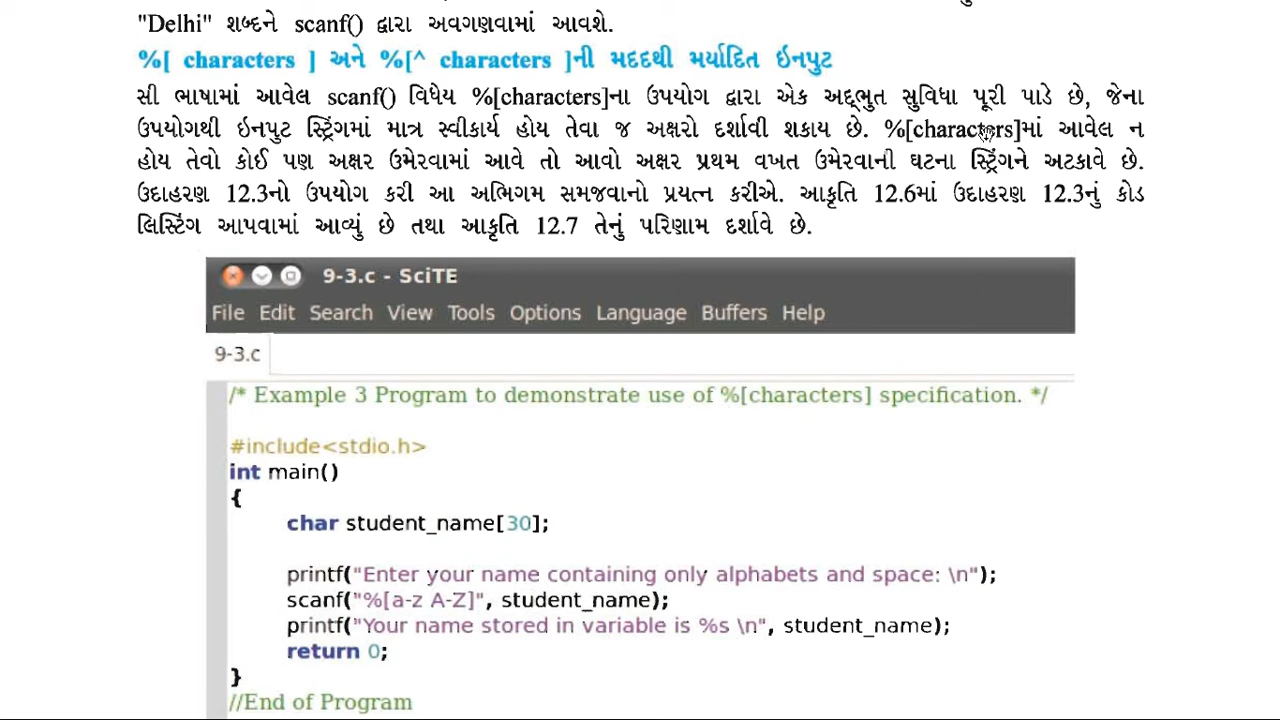 "Delhi" શબ્દને scanf() દ્વારા અવગણવામાં આવશે.
%[ characters ] અને %[^ characters ]ની મદદથી મર્યાદિત ઇનપુટ
સી ભાષામાં આવેલ scanf() વિધેય %[characters]ના ઉપયોગ દ્વારા એક અદ્ભુત સુવિધા પૂરી પાડે છે, જેના
ઉપયોગથી ઇનપુટ સ્ટ્રિંગમાં માત્ર સ્વીકાર્ય હોય તેવા જ અક્ષરો દર્શાવી શકાય છે. %[characters]માં આવેલ ન
હોય તેવો કોઈ પણ અક્ષર ઉમેરવામાં આવે તો આવો અક્ષર પ્રથમ વખત ઉમેરવાની ઘટના સ્ટ્રિંગને અટકાવે છે.
ઉદાહરણ 12.3નો ઉપયોગ કરી આ અભિગમ સમજવાનો પ્રયત્ન કરીએ. આકૃતિ 12.6માં ઉદાહરણ 12.3નું કોડ
લિસ્ટિંગ આપવામાં આવ્યું છે તથા આકૃતિ 12.7 તેનું પરિણામ દર્શાવે છે.
9-3.c - SciTE
File Edit Search View Tools Options Language Buffers Help
9-3.c
/* Example 3 Program to demonstrate use of %[characters] specification. */
#include<stdio.h>
int main()
{
char student_name[30];
printf("Enter your name containing only alphabets and space: \n");
scanf("%[a-z A-Z]", student_name);
printf("Your name stored in variable is %s \n", student_name);
return 0;
}
//End of Program